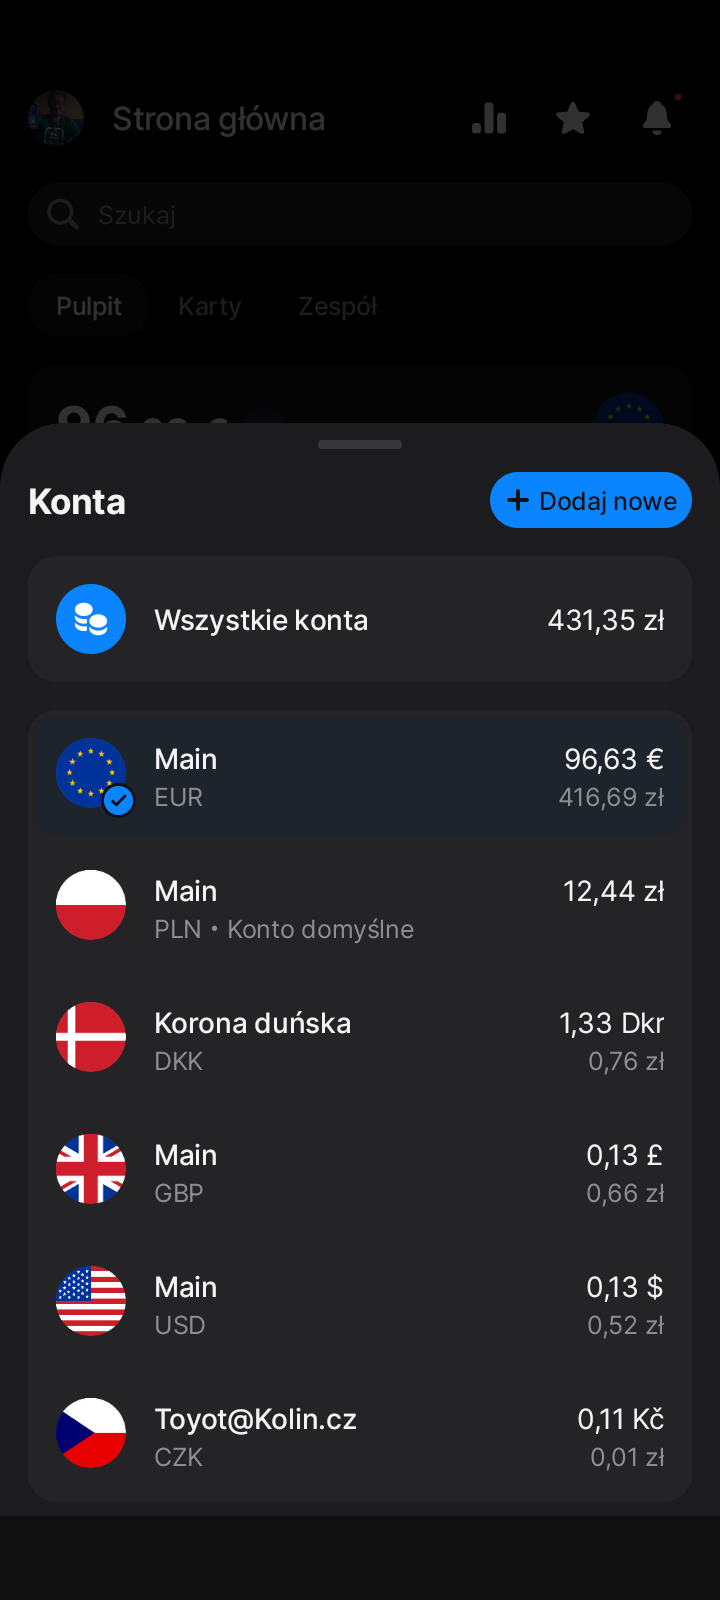 Strona główna
Szukaj
Pulpit Karty Zespół
Konta
Dodaj nowe
Wszystkie konta 431,35 zł
Main 96,63 €
EUR 416,69 zł
Main 12,44 zł
PLN • Konto domyślne
Korona duńska 1,33 Dkr
DKK 0,76 zł
Main 0,13 £
GBP 0,66 zł
Main 0,13 $
USD 0,52 zł
Toyot@Kolin.cz 0,11 Kč
CZK 0,01 zł